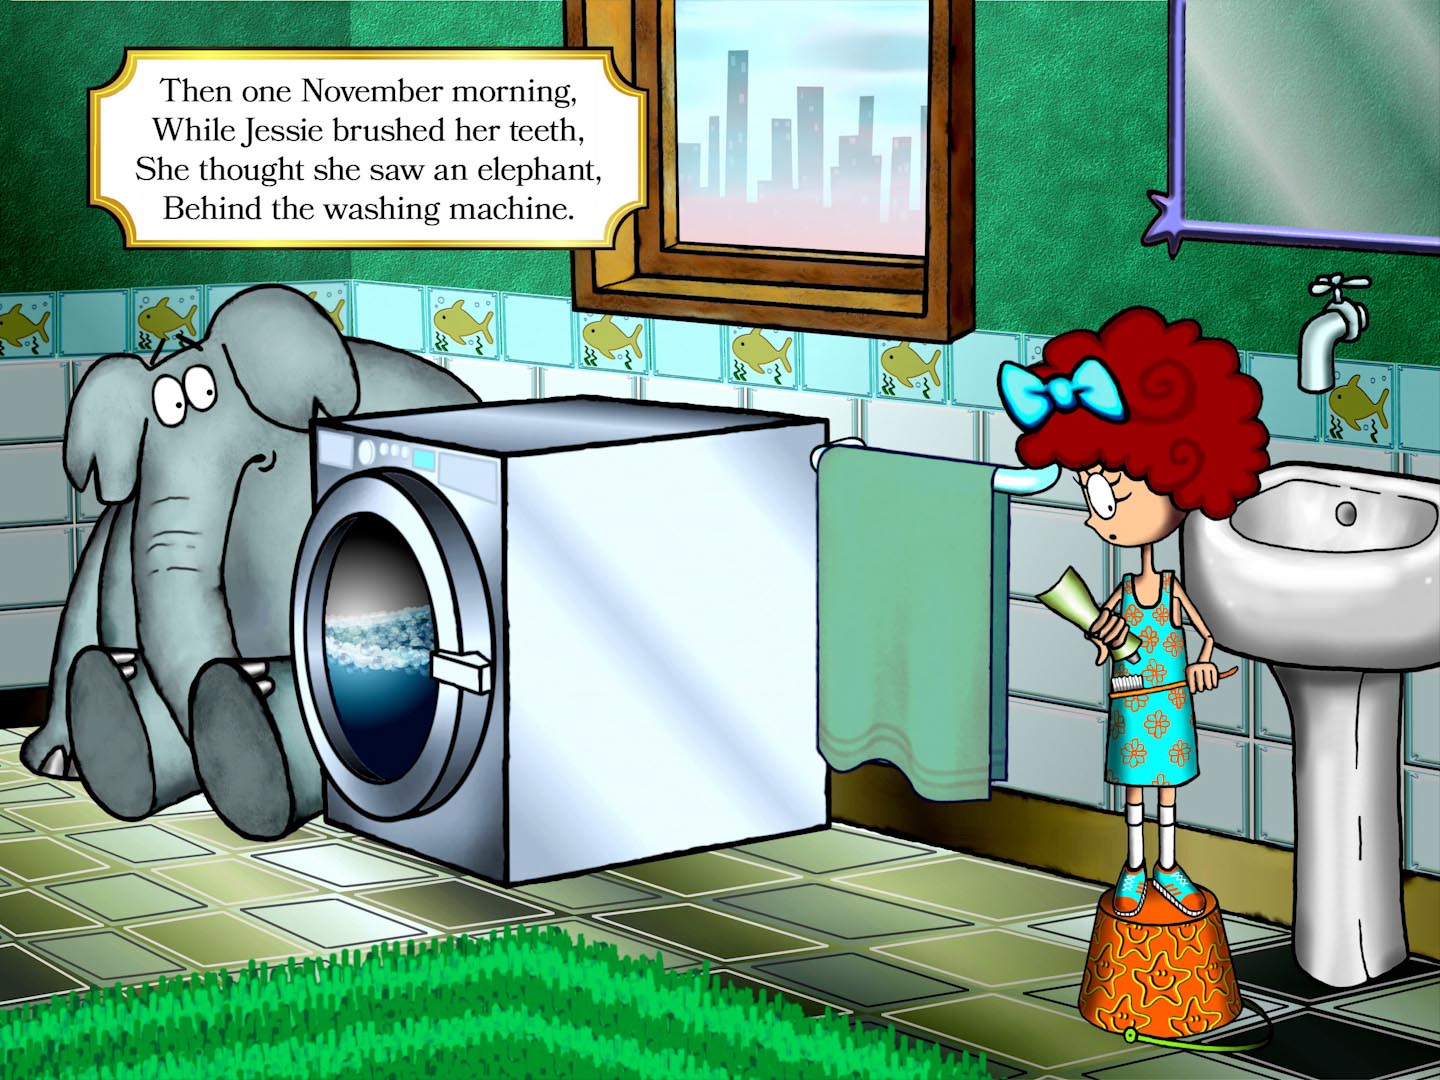 Then one November morning,
While Jessie brushed her teeth,
She thought she saw an elephant,
Behind the washing machine.